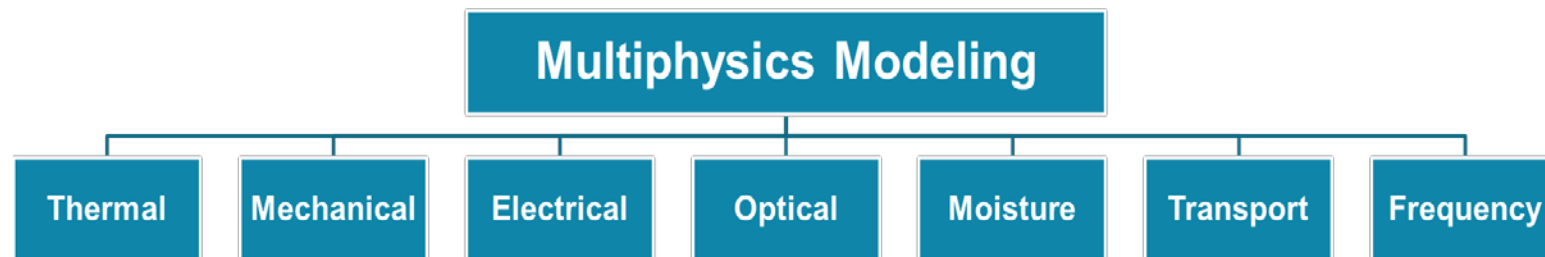 Multiphysics Modeling
Thermal
Mechanical
Electrical
Optical
Moisture
Transport
Frequency